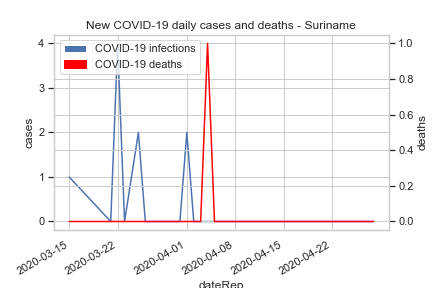 New COVID-19 daily cases and deaths - Suriname
COVID-19 infections
COVID-19 deaths
cases
4
3
2
1
0
deaths
1.0
0.8
0.6
0.4
0.2
0.0
2020-03-15
2020-03-22
2020-04-01
2020-04-08
2020-04-15
2020-04-22
dateRep